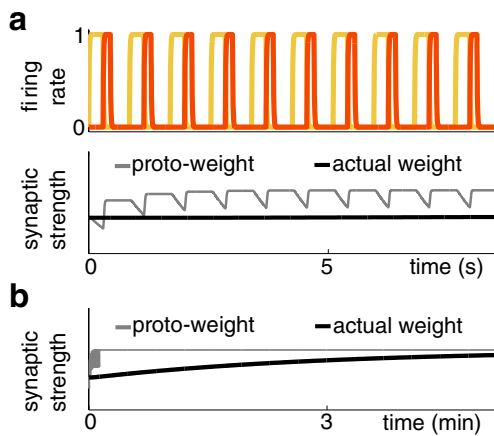 a
1
firing
rate
0
proto-weight actual weight
synaptic
strength
0 5 time (s)
b
proto-weight actual weight
synaptic
strength
0 3 time (min)